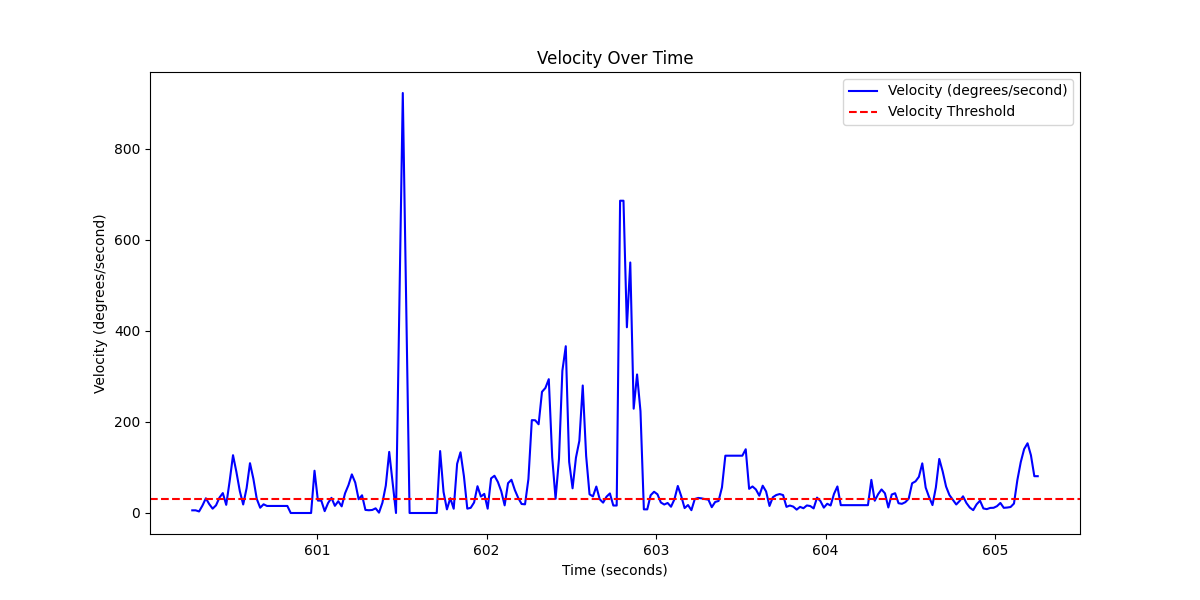 Velocity Over Time
Velocity (degrees/second)
Velocity Threshold
Velocity (degrees/second)
800
600
400
200
0
601 602 603 604 605
Time (seconds)